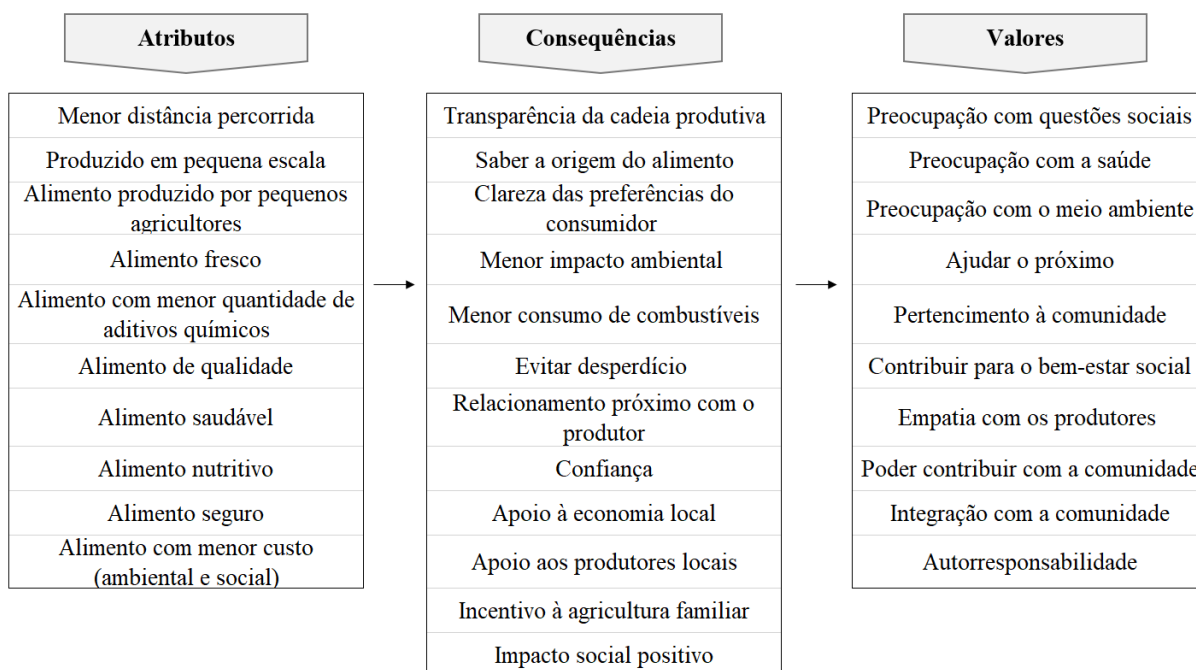 Atributos
Consequências
Valores
Menor distância percorrida
Produzido em pequena escala
Alimento produzido por pequenos
agricultores
Alimento fresco
Alimento com menor quantidade de
aditivos químicos
Alimento de qualidade
Alimento saudável
Alimento nutritivo
Alimento seguro
Alimento com menor custo
(ambiental e social)
Transparência da cadeia produtiva
Saber a origem do alimento
Clareza das preferências do
consumidor
Menor impacto ambiental
Menor consumo de combustíveis
Evitar desperdício
Relacionamento próximo com o
produtor
Confiança
Apoio à economia local
Apoio aos produtores locais
Incentivo à agricultura familiar
Impacto social positivo
Preocupação com questões sociais
Preocupação com a saúde
Preocupação com o meio ambiente
Ajudar o próximo
Pertencimento à comunidade
Contribuir para o bem-estar social
Empatia com os produtores
Poder contribuir com a comunidade
Integração com a comunidade
Autorresponsabilidade